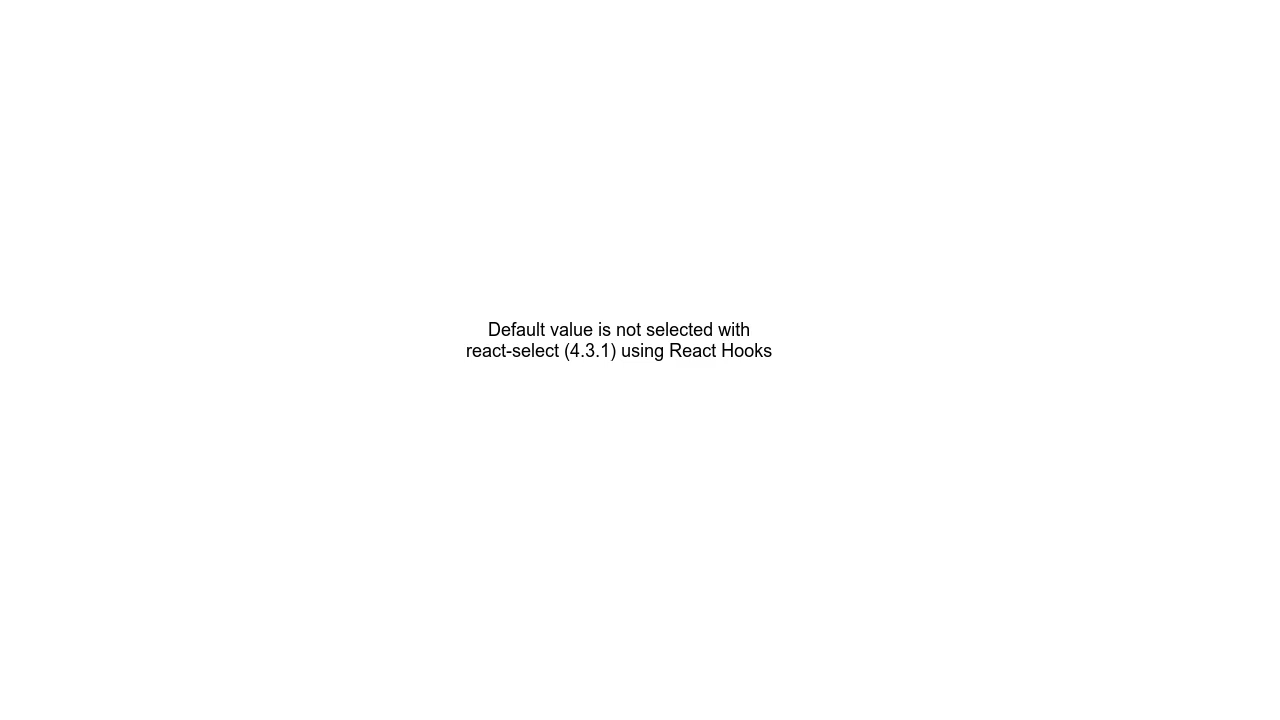 Default value is not selected with
react-select (4.3.1) using React Hooks